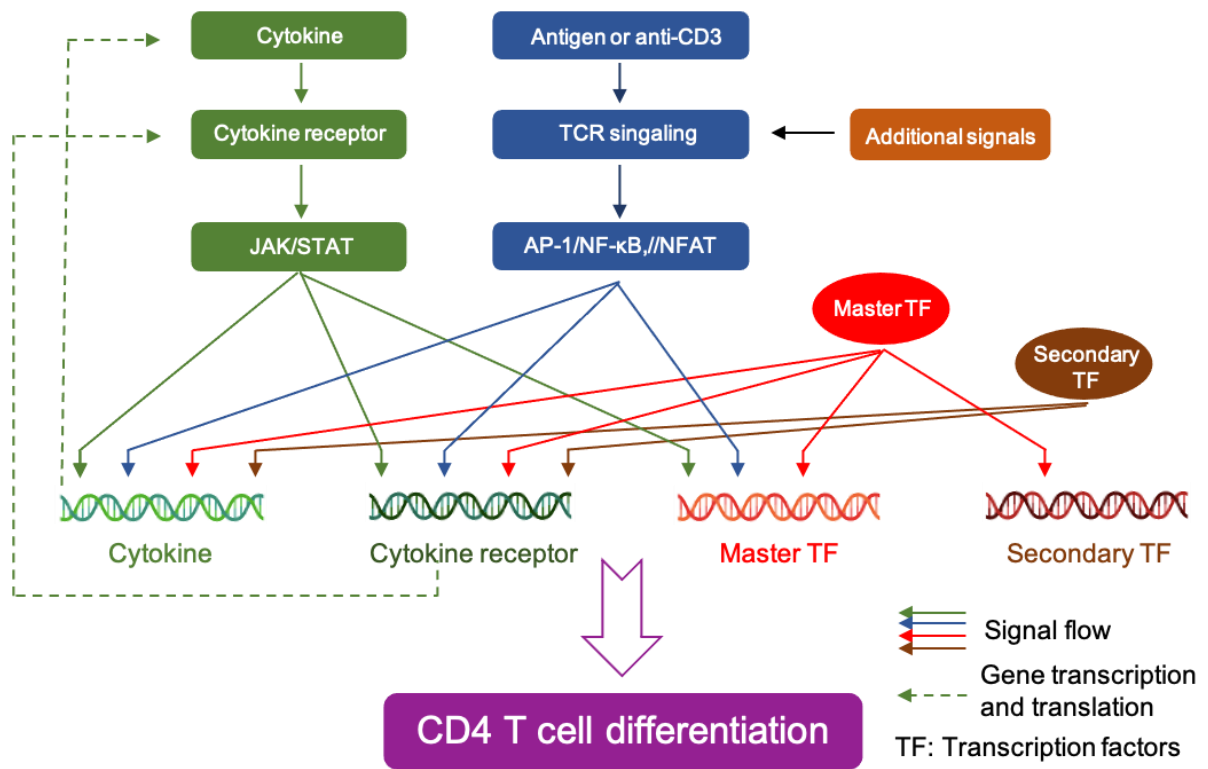 Cytokine
Antigen or anti-CD3
Cytokine receptor
TCR singaling
Additional signals
JAK/STAT
AP-1/NF-κB,//NFAT
Master TF
Secondary
TF
Cytokine
Cytokine receptor
Master TF
Secondary TF
Signal flow
Gene transcription
and translation
TF: Transcription factors
CD4 T cell differentiation